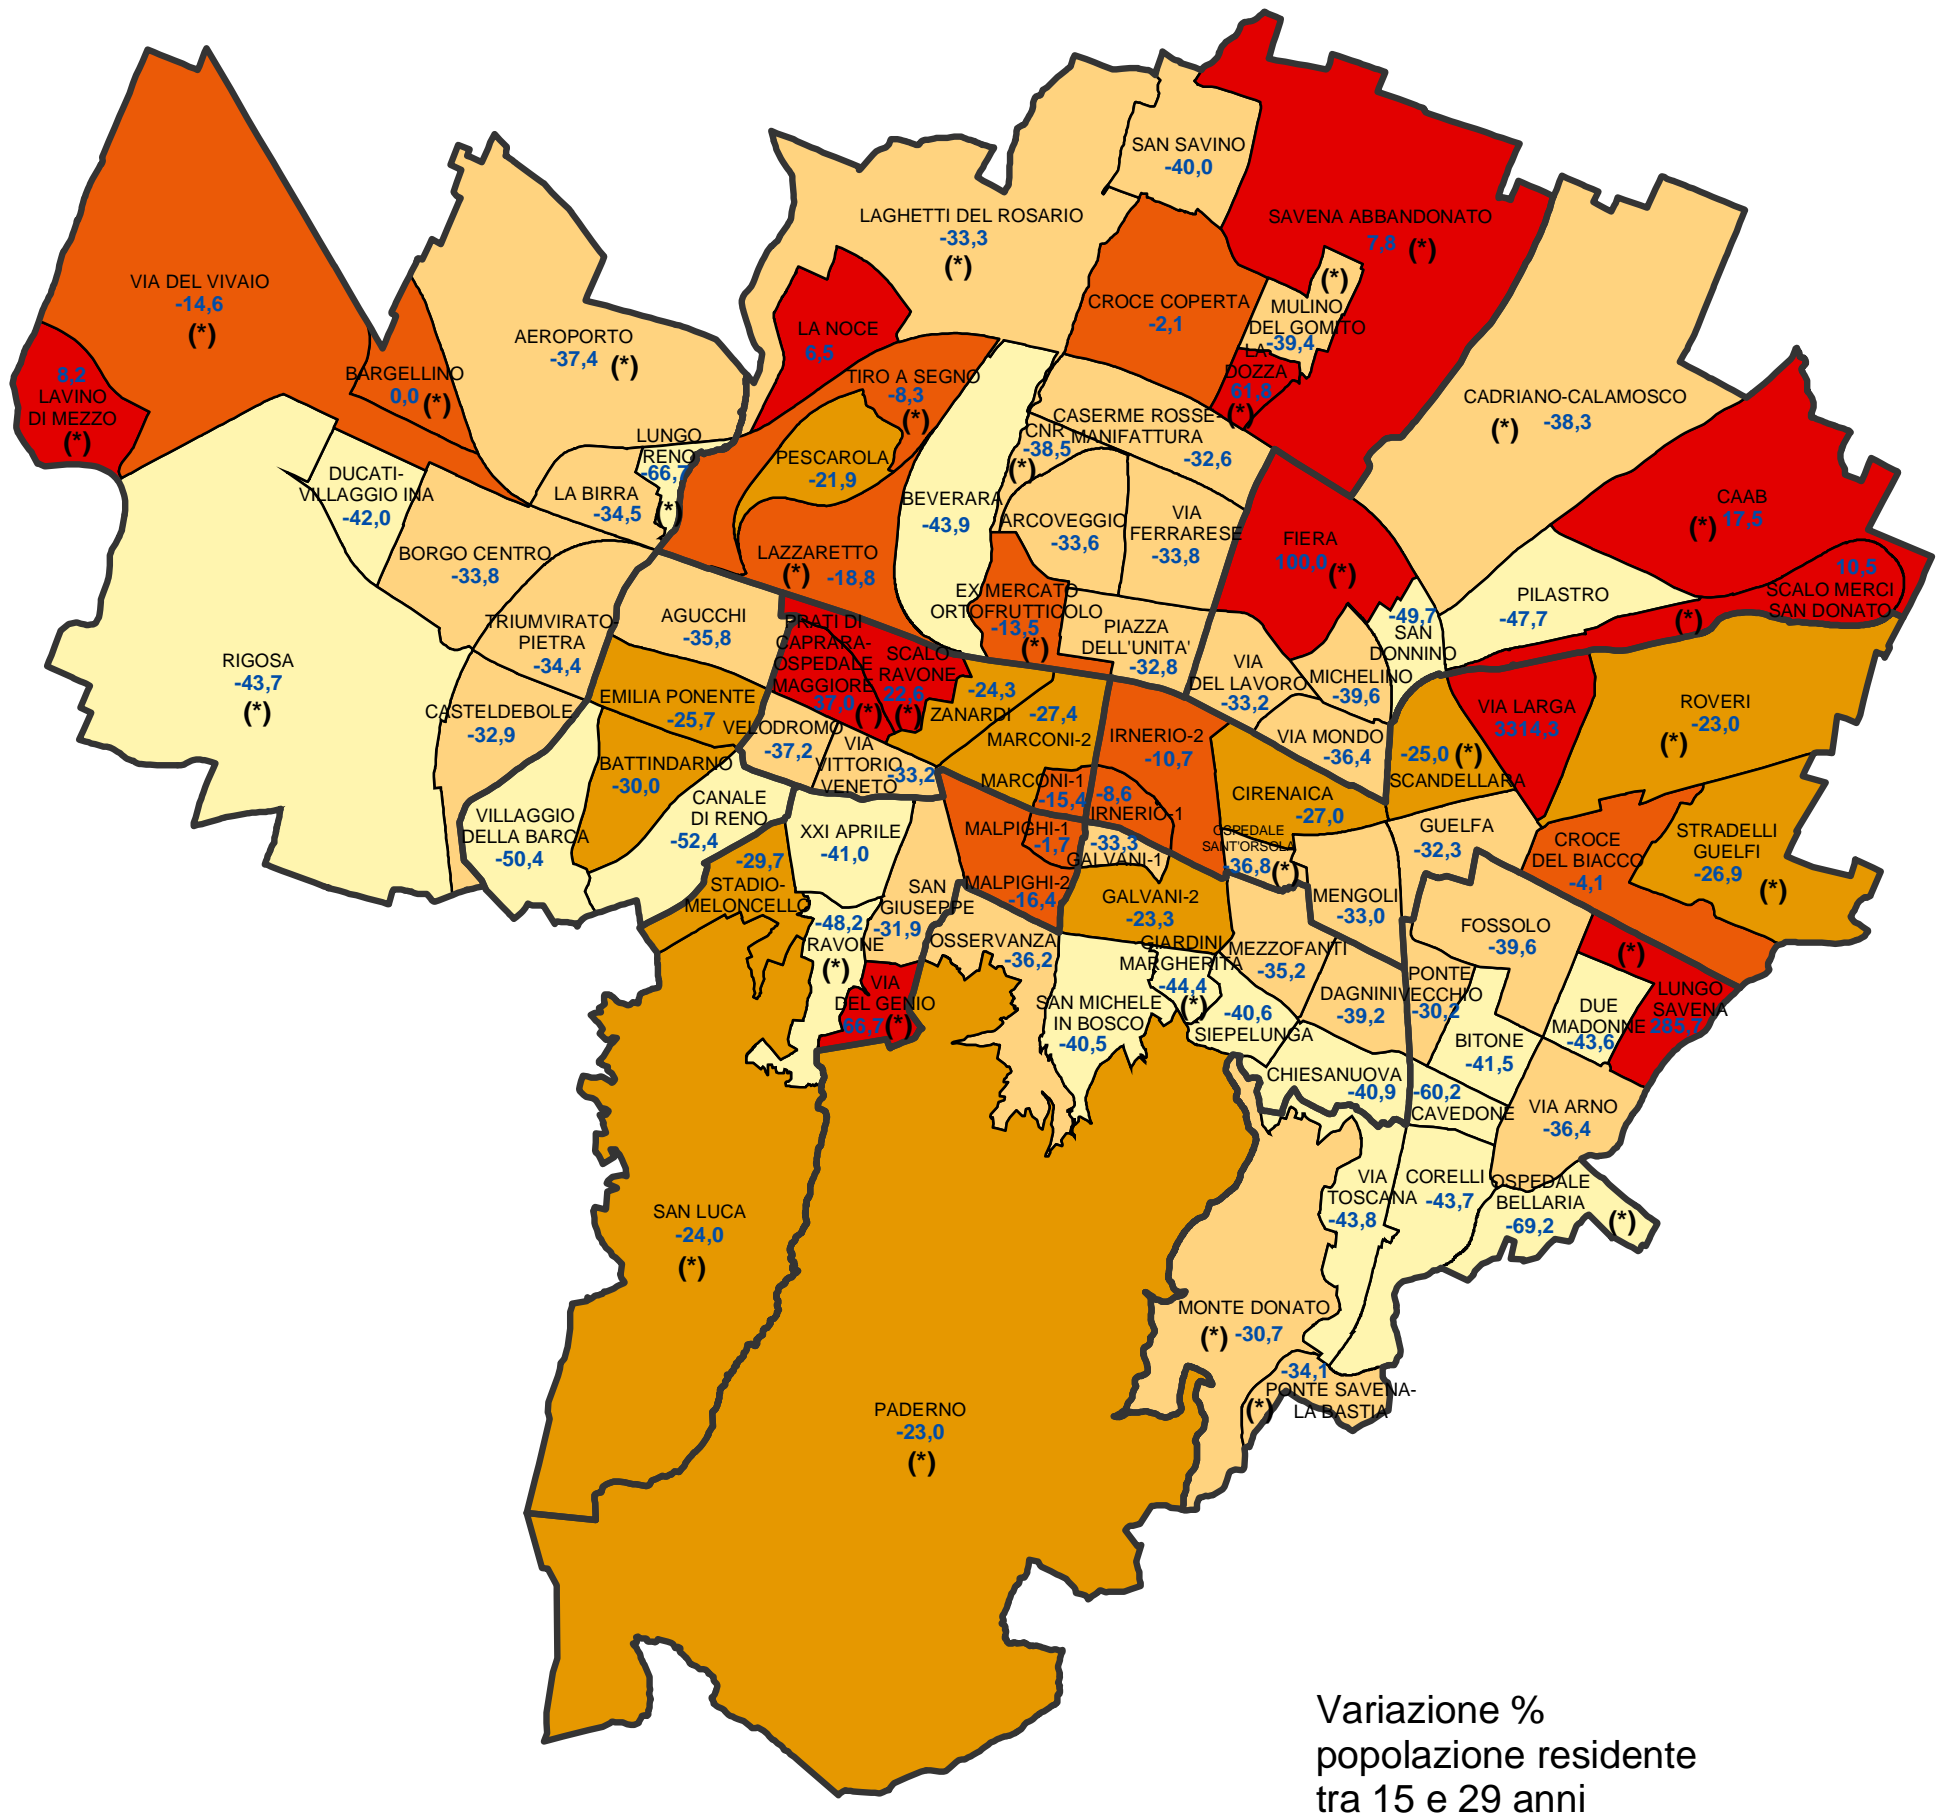 SAN SAVINO
-40,0
LAGHETTI DEL ROSARIO
-33,3
(*)
SAVENA ABBANDONATO
7,8 (*)
VIA DEL VIVAIO
-14,6
(*)
AEROPORTO
-37,4 (*)
LA NOCE
6,5
CROCE COPERTA
-2,1
(*)
MULINO
DEL GOMITO
-39,4
LA
DOZZA
61,8
(*)
8,2
LAVINO
DI MEZZO
(*)
BARGELLINO
0,0 (*)
TIRO A SEGNO
-8,3
(*)
CADRIANO-CALAMOSCO
(*) -38,3
LUNGO
RENO
-66,7
(*)
CASERME ROSSE-
MANIFATTURA
-32,6
CNR
-38,5
(*)
PESCAROLA
-21,9
DUCATI-
VILLAGGIO INA
-42,0
LA BIRRA
-34,5
BEVERARA
-43,9
ARCOVEGGIO
-33,6
VIA
FERRARESE
-33,8
CAAB
(*) 17,5
FIERA
100,0 (*)
BORGO CENTRO
-33,8
LAZZARETTO
(*) -18,8
10,5
SCALO MERCI
SAN DONATO
(*)
PILASTRO
-47,7
EX MERCATO
ORTOFRUTTICOLO
-13,5
(*)
AGUCCHI
-35,8
TRIUMVIRATO-
PIETRA
-34,4
PRATI DI
CAPRARA-
OSPEDALE
MAGGIORE
37,0 (*)
SCALO
RAVONE
22,6
(*)
PIAZZA
DELL'UNITA'
-32,8
-49,7
SAN
DONNINO
RIGOSA
-43,7
(*)
VIA
DEL LAVORO
-33,2
MICHELINO
-39,6
EMILIA PONENTE
-25,7
-24,3
ZANARDI
-27,4
MARCONI-2
CASTELDEBOLE
-32,9
VELODROMO
-37,2
VIA
VITTORIO
VENETO
-33,2
IRNERIO-2
-10,7
VIA MONDO
-36,4
VIA LARGA
3314,3
ROVERI
-23,0
(*)
-25,0 (*)
SCANDELLARA
BATTINDARNO
-30,0
MARCONI-1
-15,4
-8,6
IRNERIO-1
CIRENAICA
-27,0
CANALE
DI RENO
-52,4
VILLAGGIO
DELLA BARCA
-50,4
XXI APRILE
-41,0
MALPIGHI-1
-1,7
-33,3
GALVANI-1
OSPEDALE
SANT'ORSOLA
-36,8 (*)
GUELFA
-32,3
CROCE
DEL BIACCO
-4,1
STRADELLI
GUELFI
-26,9
(*)
-29,7
STADIO-
MELONCELLO
SAN
GIUSEPPE
-31,9
MALPIGHI-2
-16,4
GALVANI-2
-23,3
MENGOLI
-33,0
-48,2
RAVONE
(*)
OSSERVANZA
-36,2
GIARDINI
MARGHERITA
-44,4
(*)
MEZZOFANTI
-35,2
FOSSOLO
-39,6
(*)
LUNGO
SAVENA
285,7
VIA
DEL GENIO
66,7 (*)
SAN MICHELE
IN BOSCO
-40,5
-40,6
SIEPELUNGA
DAGNINI
-39,2
PONTE
VECCHIO
-30,2
DUE
MADONNE
-43,6
BITONE
-41,5
CHIESANUOVA
-40,9
-60,2
CAVEDONE
VIA ARNO
-36,4
SAN LUCA
-24,0
(*)
VIA
TOSCANA
-43,8
CORELLI
-43,7
OSPEDALE
BELLARIA
-69,2
(*)
MONTE DONATO
(*) -30,7
-34,1
PONTE SAVENA-
LA BASTIA
(*)
PADERNO
-23,0
(*)
Variazione %
popolazione residente
tra 15 e 29 anni